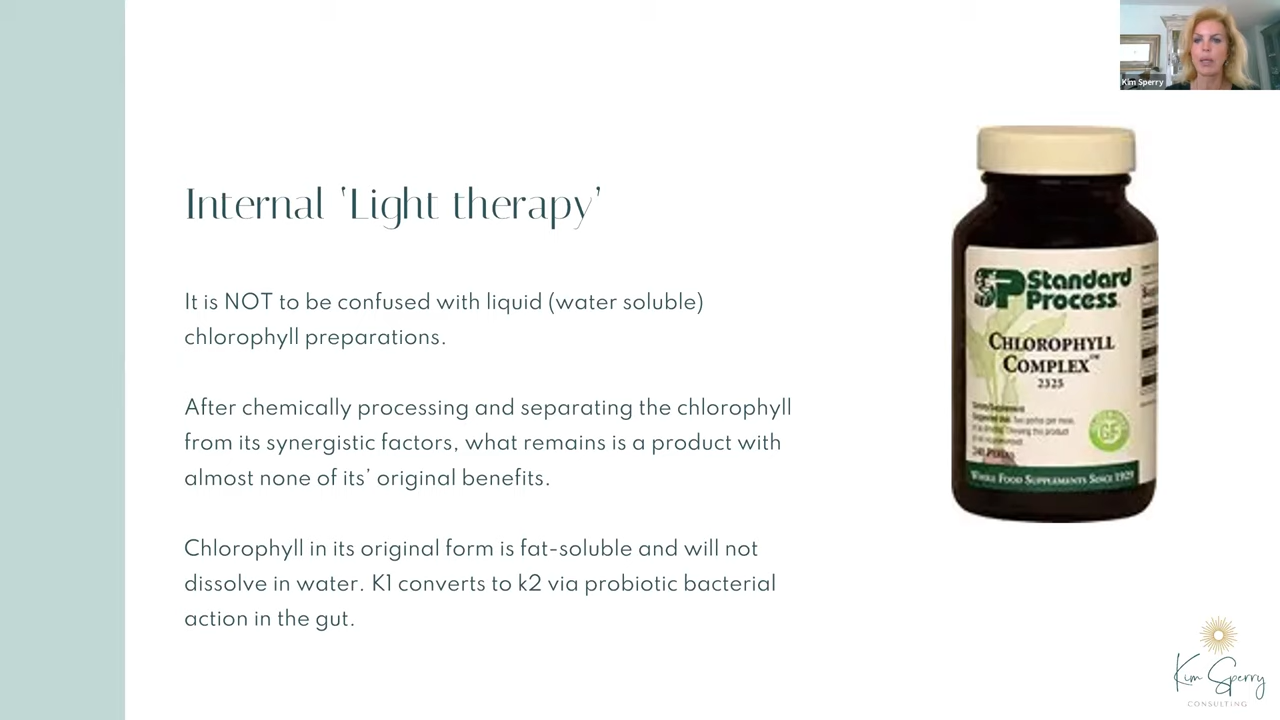 Kim Sperry
Internal ‘Light therapy’
It is NOT to be confused with liquid (water soluble)
chlorophyll preparations.
After chemically processing and separating the chlorophyll
from its synergistic factors, what remains is a product with
almost none of its’ original benefits.
Chlorophyll in its original form is fat-soluble and will not
dissolve in water. K1 converts to k2 via probiotic bacterial
action in the gut.
SP Standard
Process
CHLOROPHYLL
COMPLEX™
2325
GF
WHOLE FOOD SUPPLEMENTS SINCE 1929
Kim Sperry
CONSULTING